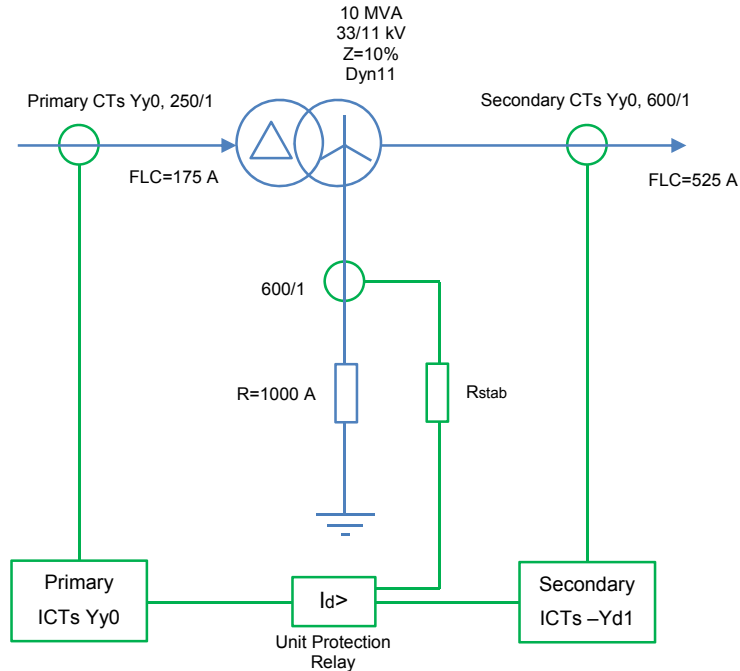 10 MVA
33/11 kV
Z=10%
Dyn11
Primary CTs Yy0, 250/1
Secondary CTs Yy0, 600/1
FLC=175 A
FLC=525 A
600/1
R=1000 A
Rstab
Primary
ICTs Yy0
Id>
Secondary
ICTs –Yd1
Unit Protection
Relay